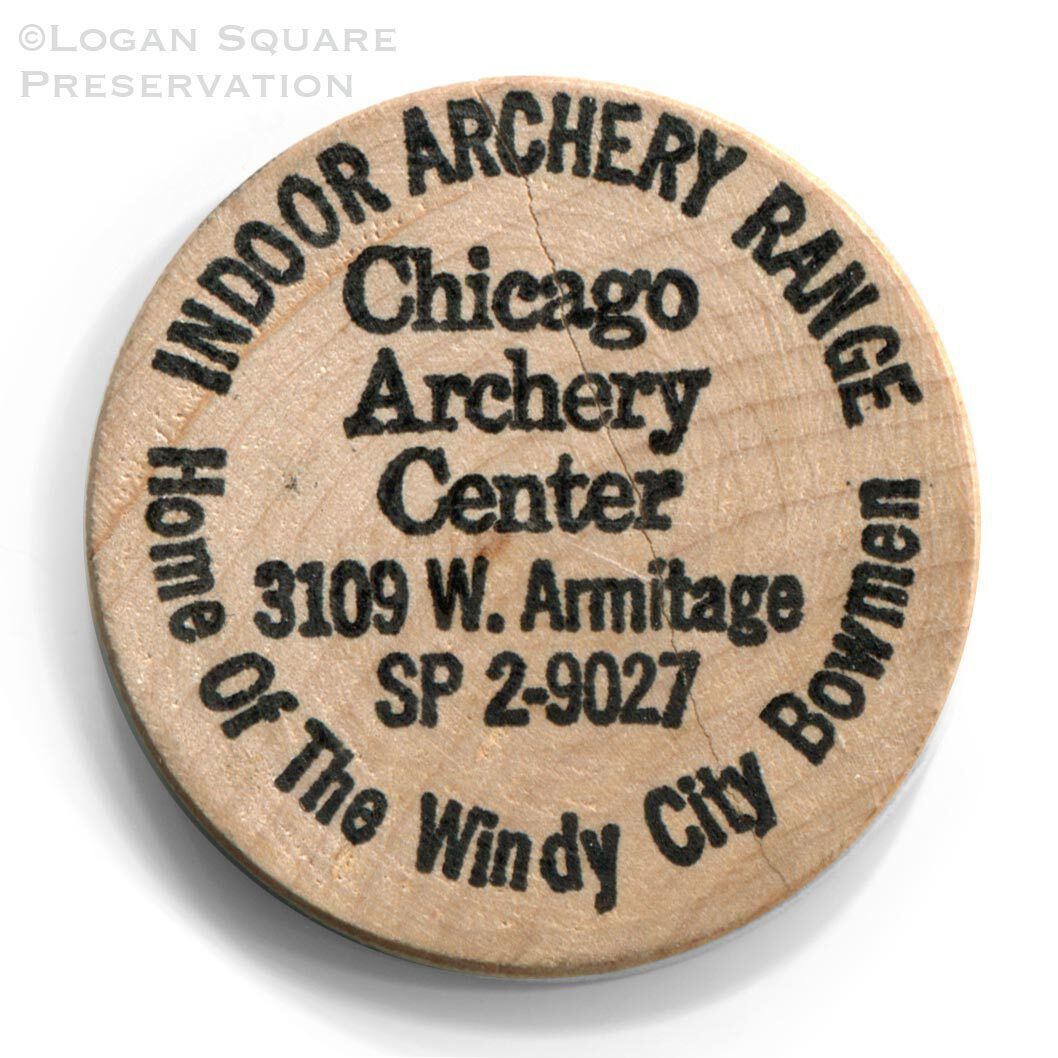 ©Logan Square
Preservation
INDOOR ARCHERY RANGE
Chicago
Archery
Center
3109 W. Armitage
SP 2-9027
Home Of The Windy City Bowmen